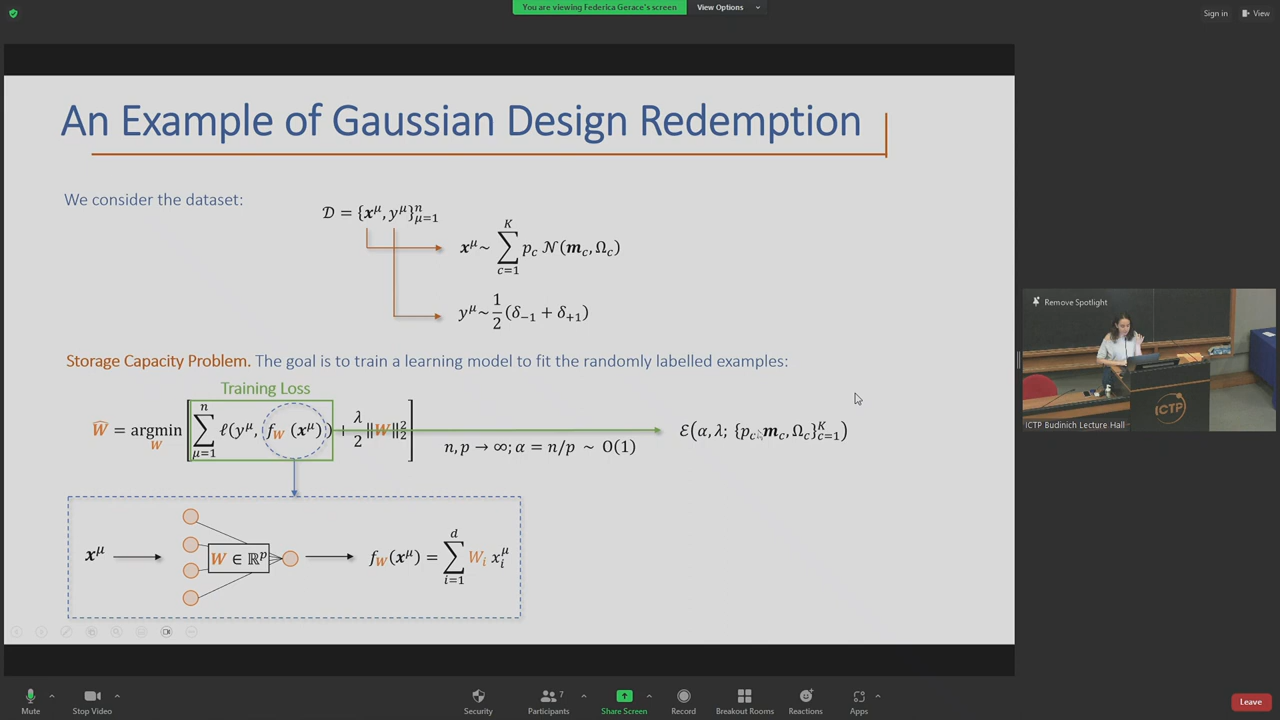 You are viewing Federica Gerace's screen
View Options
Sign in
View
An Example of Gaussian Design Redemption
We consider the dataset:
𝒟 = {x^μ, y^μ}_{μ=1}^n
x^μ ~ ∑_{c=1}^K p_c 𝒩(m_c, Ω_c)
y^μ ~ 1/2 (δ_{-1} + δ_{+1})
Storage Capacity Problem. The goal is to train a learning model to fit the randomly labelled examples:
Training Loss
Ŵ = argmin_W [∑_{μ=1}^n ℓ(y^μ, f_W (x^μ)) + λ/2 ||W||_2^2]
n, p → ∞; α = n/p ~ O(1)
ℰ(α, λ; {p_c, m_c, Ω_c}_{c=1}^K)
x^μ
W ∈ ℝ^p
f_W(x^μ) = ∑_{i=1}^d W_i x_i^μ
Remove Spotlight
ICTP
ICTP Budinich Lecture Hall
Mute
Stop Video
Security
7
Participants
Share Screen
Record
Breakout Rooms
Reactions
Apps
Leave